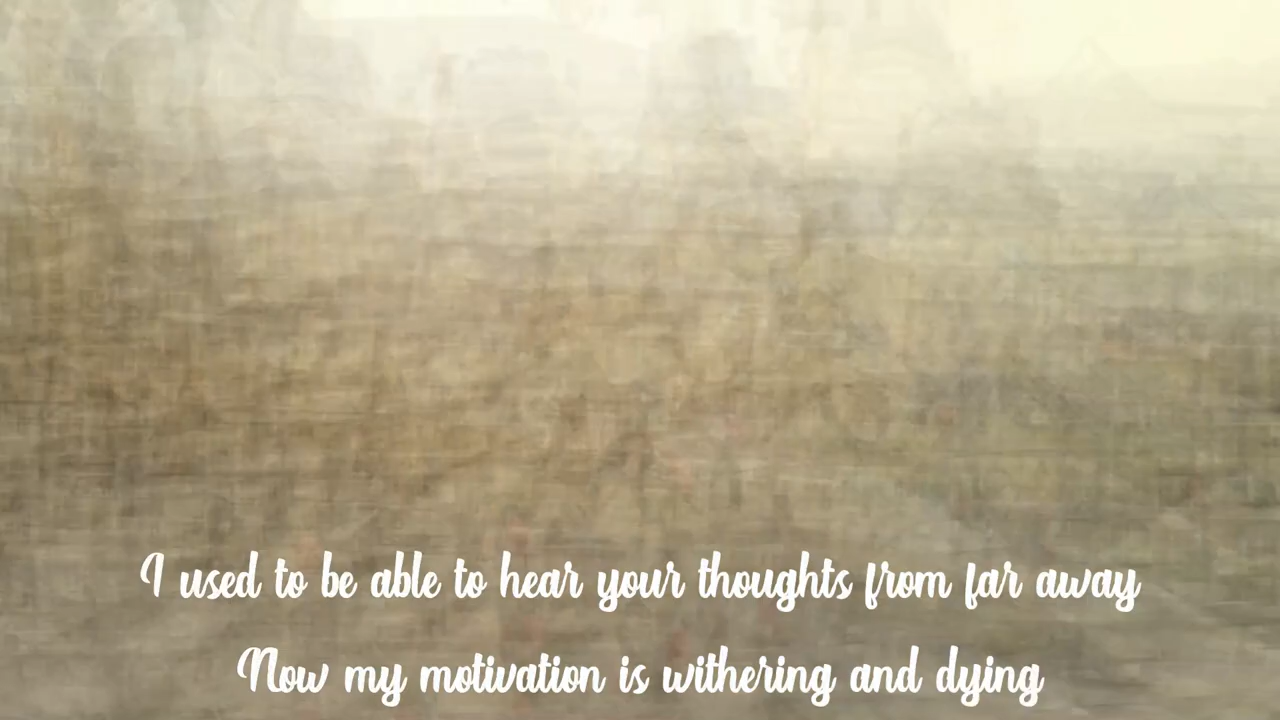 I used to be able to hear your thoughts from far away
Now my motivation is withering and dying